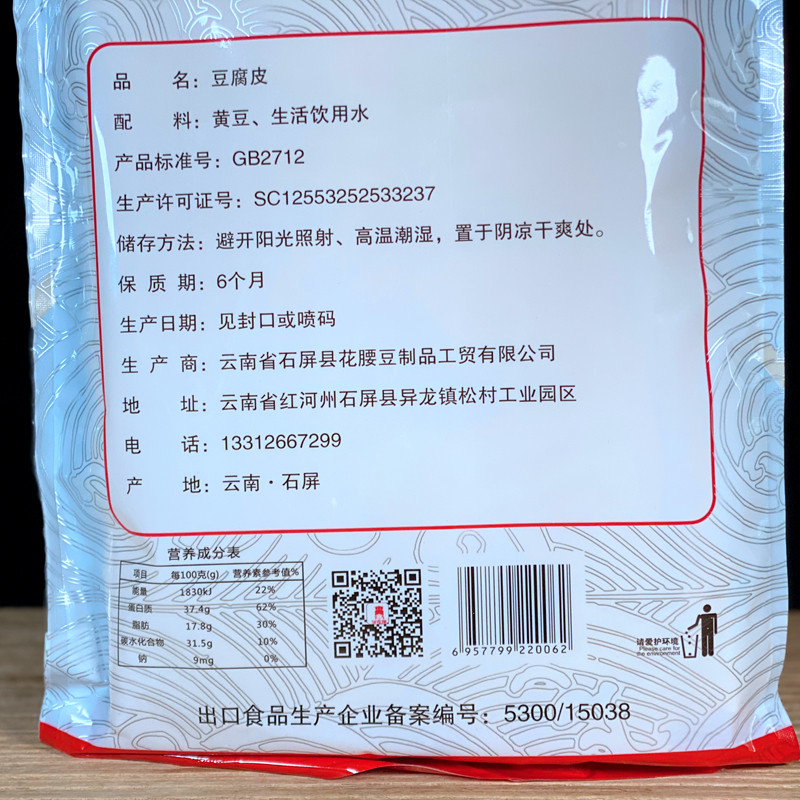 品 名：豆腐皮
配 料：黄豆、生活饮用水
产品标准号：GB2712
生产许可证号：SC12553252533237
储存方法：避开阳光照射、高温潮湿，置于阴凉干爽处。
保 质 期：6个月
生产日期：见封口或喷码
生 产 商：云南省石屏县花腰豆制品工贸有限公司
地 址：云南省红河州石屏县异龙镇松村工业园区
电 话：13312667299
产 地：云南·石屏
营养成分表
项目 每100克(g) 营养素参考值%
能量 1830kJ 22%
蛋白质 37.4g 62%
脂肪 17.8g 30%
碳水化合物 31.5g 10%
钠 9mg 0%
6 957799 220062
请爱护环境
Please care for
the environment
出口食品生产企业备案编号：5300/15038